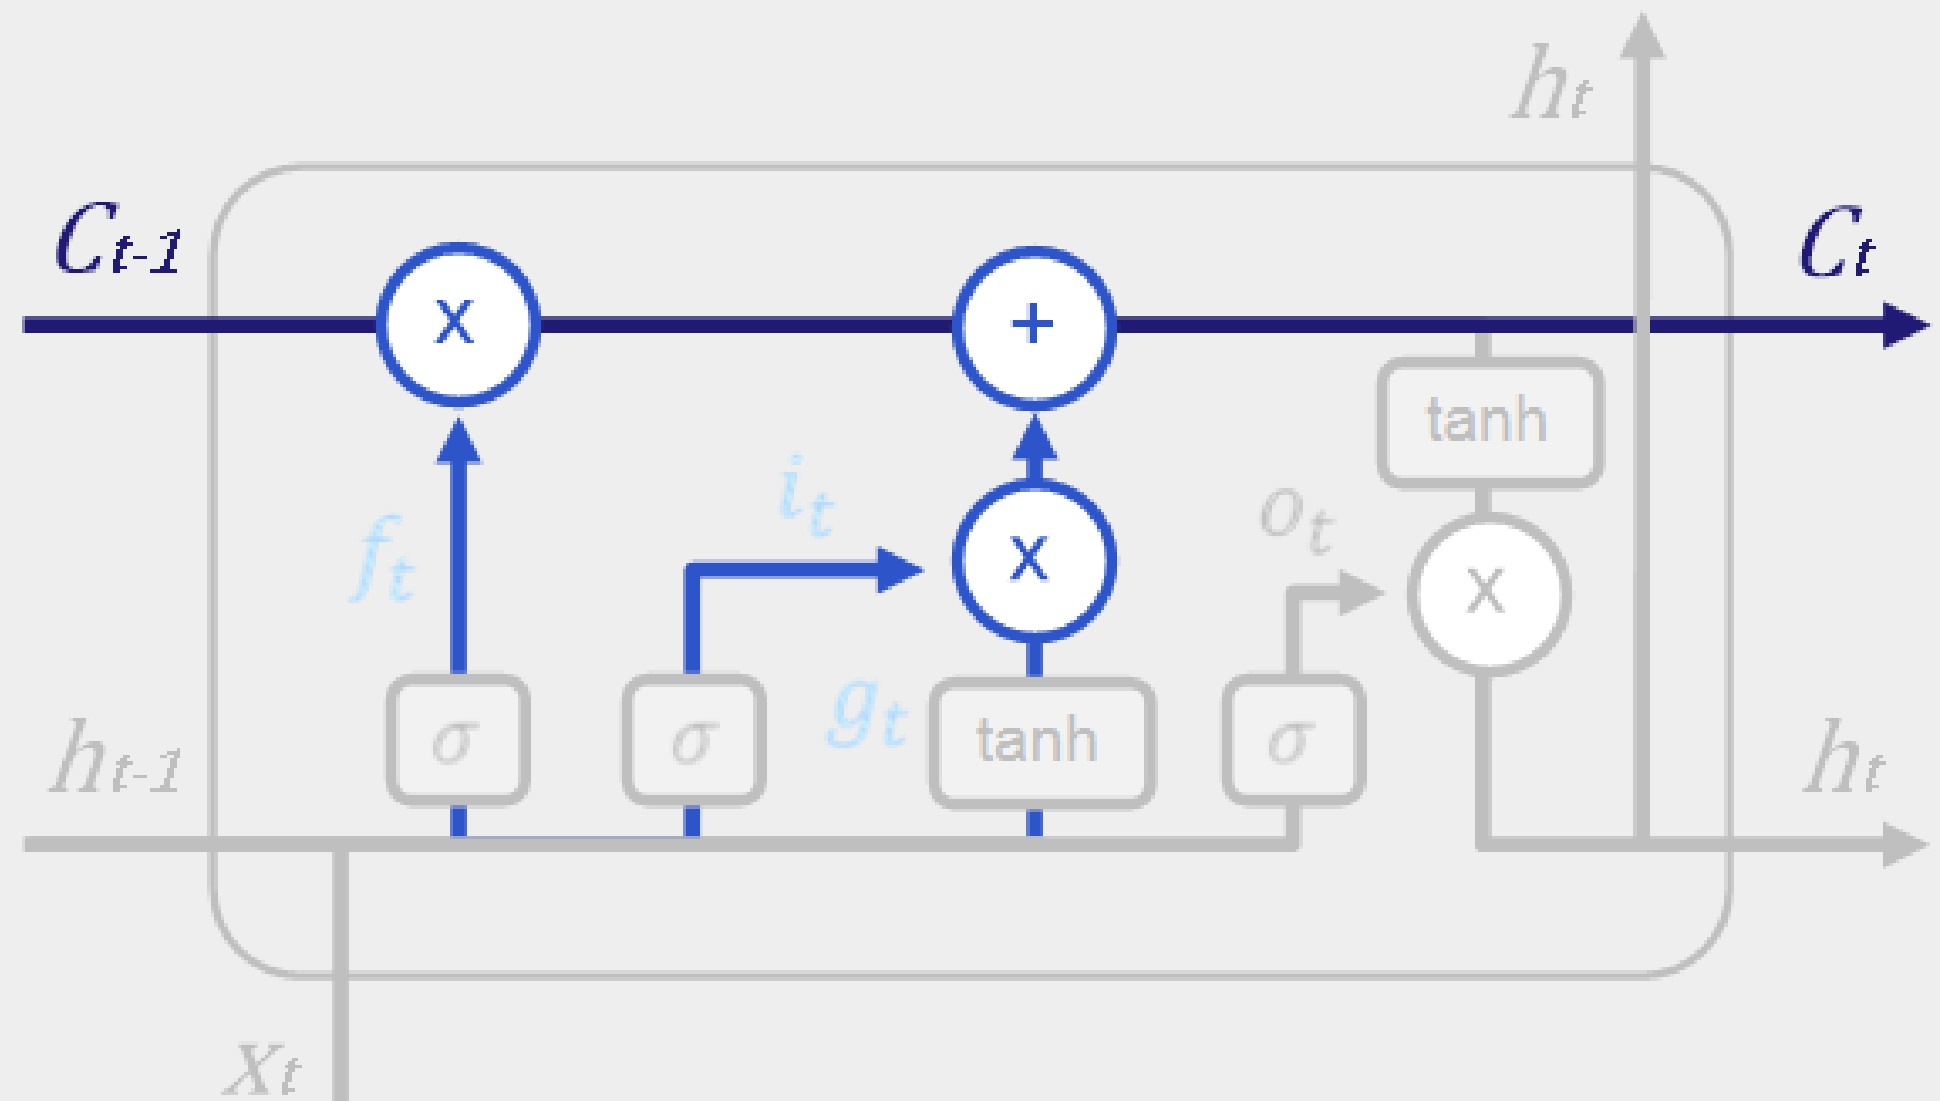 hₜ
Cₜ₋₁
Cₜ
x
+
tanh
iₜ
fₜ
x
oₜ
x
gₜ
hₜ₋₁
σ
σ
tanh
σ
hₜ
xₜ